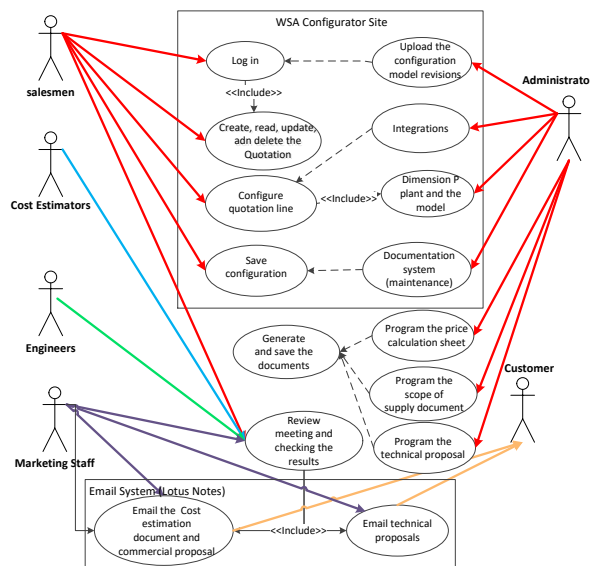 WSA Configurator Site
salesmen
Log in
Upload the
configuration
model revisions
Administrato
<<Include>>
Create, read, update,
adn delete the
Quotation
Integrations
Cost Estimators
Configure
quotation line
<<Include>>
Dimension P
plant and the
model
Save
configuration
Documentation
system
(maintenance)
Engineers
Generate
and save the
documents
Program the price
calculation sheet
Customer
Program the
scope of
supply document
Marketing Staff
Review
meeting and
checking the
results
Program the
technical proposal
Email System (Lotus Notes)
Email the Cost
estimation
document and
commercial proposal
<<Include>>
Email technical
proposals